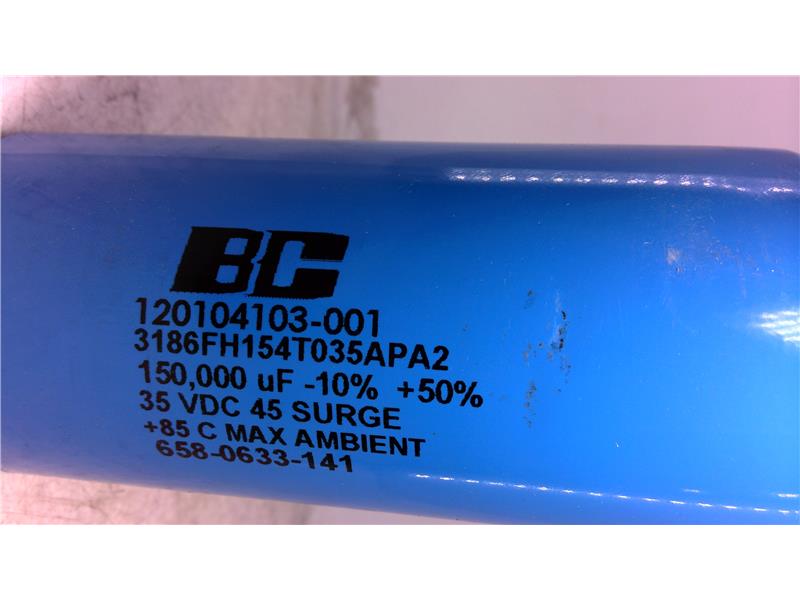 BC
120104103-001
3186FH154T035APA2
150,000 uF -10% +50%
35 VDC 45 SURGE
+85 C MAX AMBIENT
658-0633-141